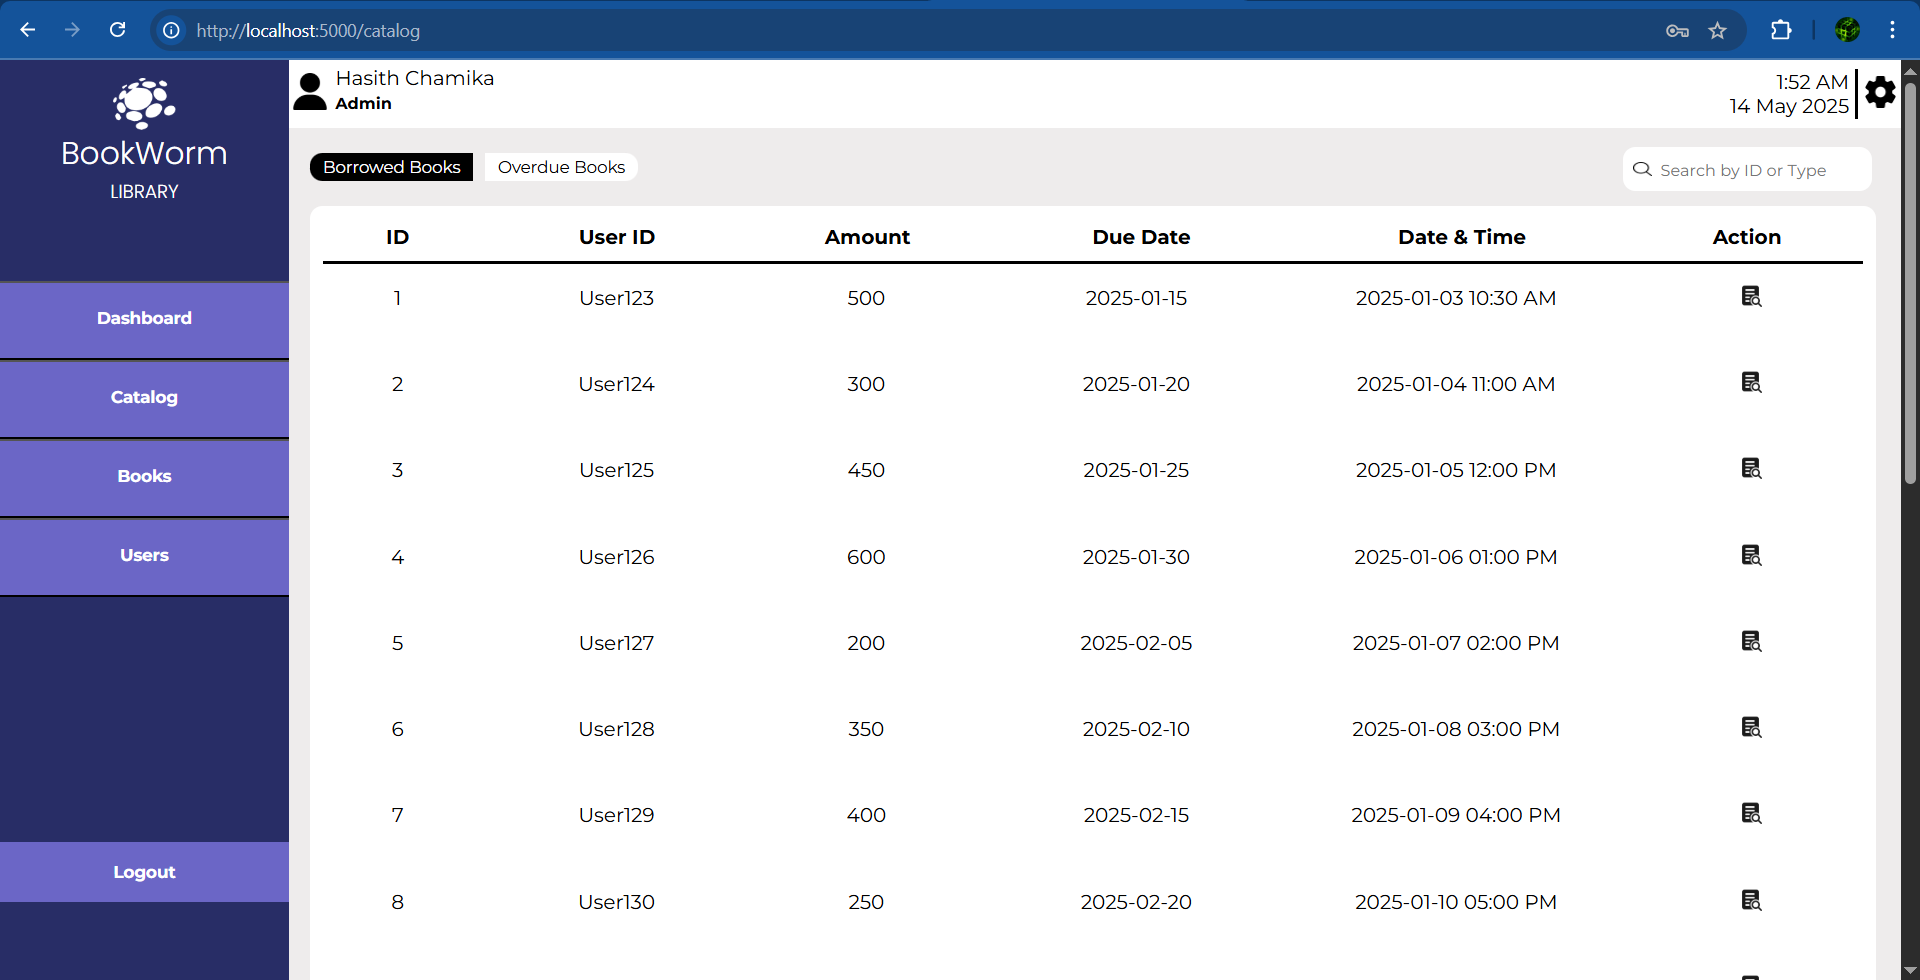 http://localhost:5000/catalog
BookWorm
LIBRARY
Dashboard
Catalog
Books
Users
Logout
Hasith Chamika
Admin
1:52 AM
14 May 2025
Borrowed Books Overdue Books
Search by ID or Type
ID User ID Amount Due Date Date & Time Action
1 User123 500 2025-01-15 2025-01-03 10:30 AM
2 User124 300 2025-01-20 2025-01-04 11:00 AM
3 User125 450 2025-01-25 2025-01-05 12:00 PM
4 User126 600 2025-01-30 2025-01-06 01:00 PM
5 User127 200 2025-02-05 2025-01-07 02:00 PM
6 User128 350 2025-02-10 2025-01-08 03:00 PM
7 User129 400 2025-02-15 2025-01-09 04:00 PM
8 User130 250 2025-02-20 2025-01-10 05:00 PM